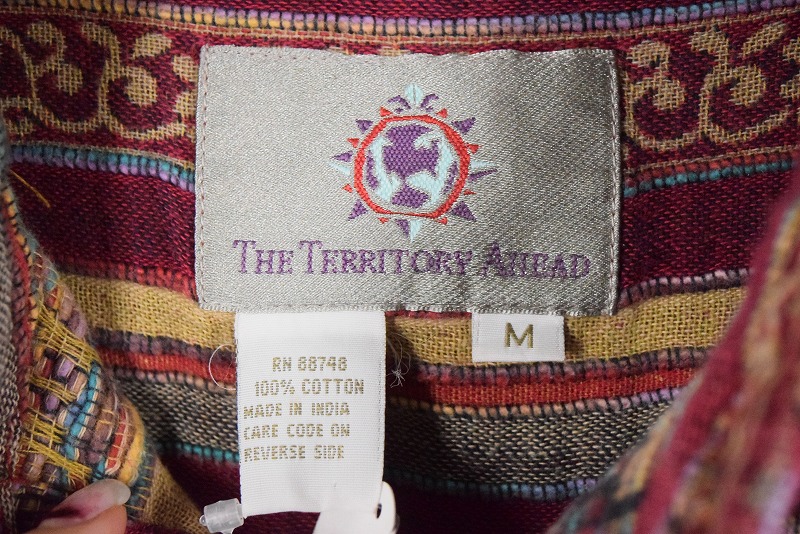 THE TERRITORY AHEAD
M
RN 88748
100% COTTON
MADE IN INDIA
CARE CODE ON
REVERSE SIDE